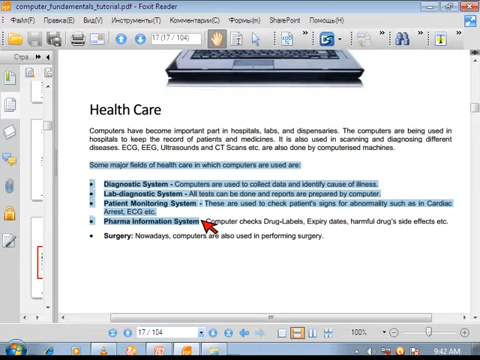 computer_fundamentals_tutorial.pdf - Foxit Reader
Файл(F) Правка(E) Вид(V) Инструменты(T) Комментарии(C) Формы(n) SharePoint Помощь(H)
17 (17 / 104)
Стра...
Health Care
Computers have become important part in hospitals, labs, and dispensaries. The computers are being used in
hospitals to keep the record of patients and medicines. It is also used in scanning and diagnosing different
diseases. ECG, EEG, Ultrasounds and CT Scans etc. are also done by computerised machines.
Some major fields of health care in which computers are used are:
• Diagnostic System - Computers are used to collect data and identify cause of illness.
• Lab-diagnostic System - All tests can be done and reports are prepared by computer.
• Patient Monitoring System - These are used to check patient's signs for abnormality such as in Cardiac
Arrest, ECG etc.
• Pharma Information System - Computer checks Drug-Labels, Expiry dates, harmful drug's side effects etc.
• Surgery: Nowadays, computers are also used in performing surgery.
17 / 104
100%
9:42 AM